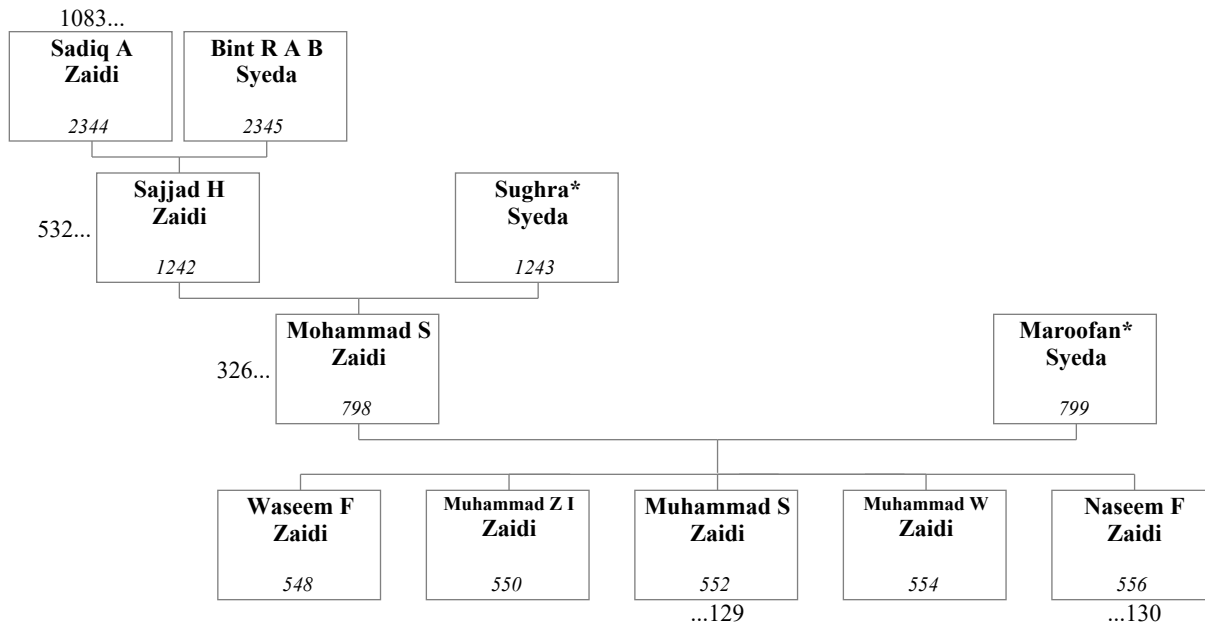 1083...
Sadiq A
Zaidi
2344
Bint R A B
Syeda
2345
532...
Sajjad H
Zaidi
1242
Sughra*
Syeda
1243
326...
Mohammad S
Zaidi
798
Maroofan*
Syeda
799
Waseem F
Zaidi
548
Muhammad Z I
Zaidi
550
Muhammad S
Zaidi
552
...129
Muhammad W
Zaidi
554
Naseem F
Zaidi
556
...130